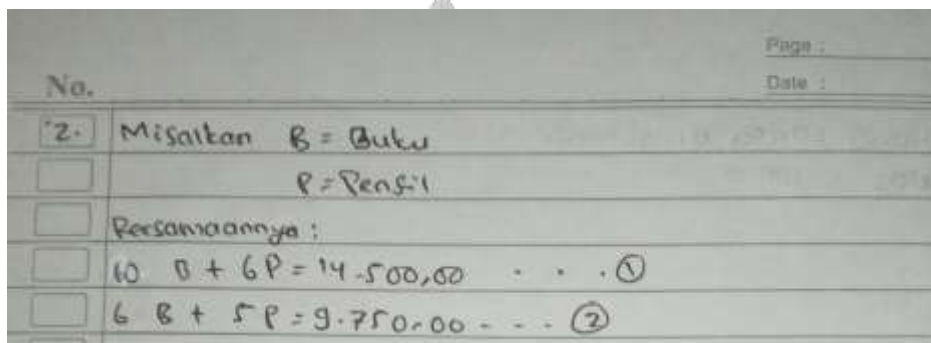 Page :
No.
Date :
2. Misalkan B = Buku
P = Pensil
Persamaannya :
10 B + 6P = 14.500,00 . . . ①
6 B + 5P = 9.750,00 - - - ②